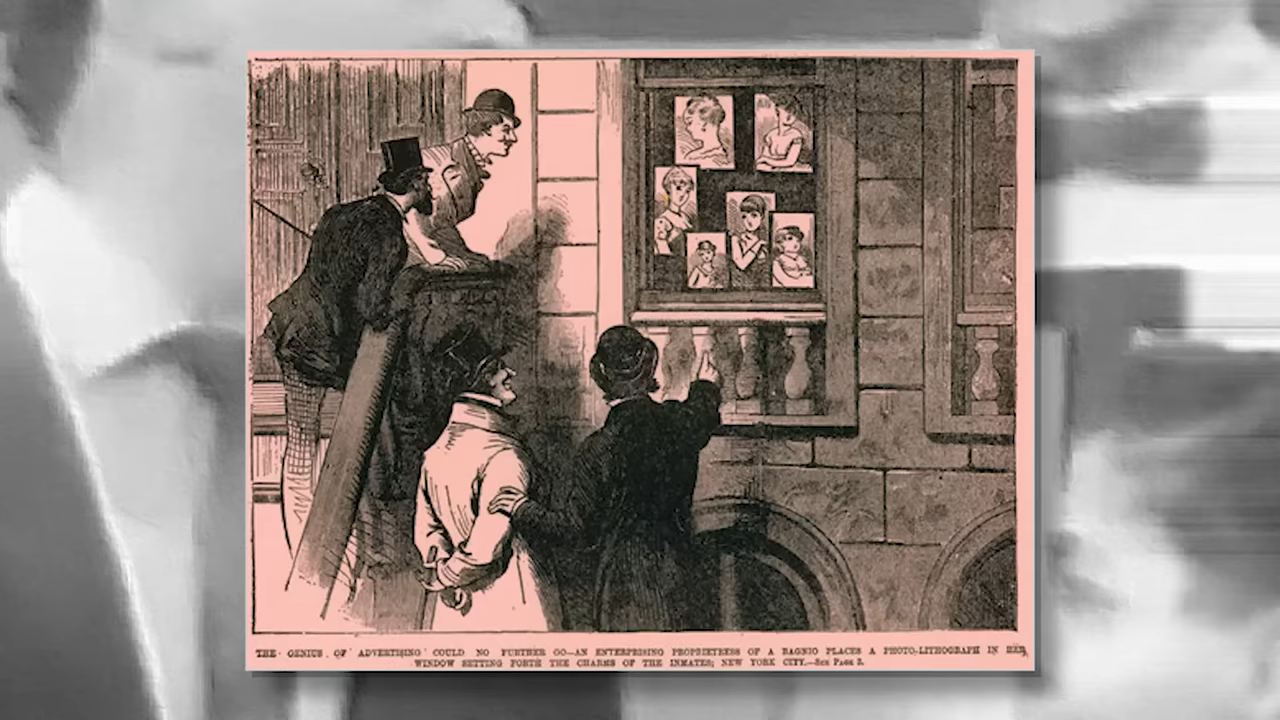 THE GENIUS OF ADVERTISING COULD NO FURTHER GO—AN ENTERPRISING PROPRIETRESS OF A BAGNIO PLACES A PHOTO-LITHOGRAPH IN HER
WINDOW SETTING FORTH THE CHARMS OF THE INMATES; NEW YORK CITY.—SEE PAGE 3.